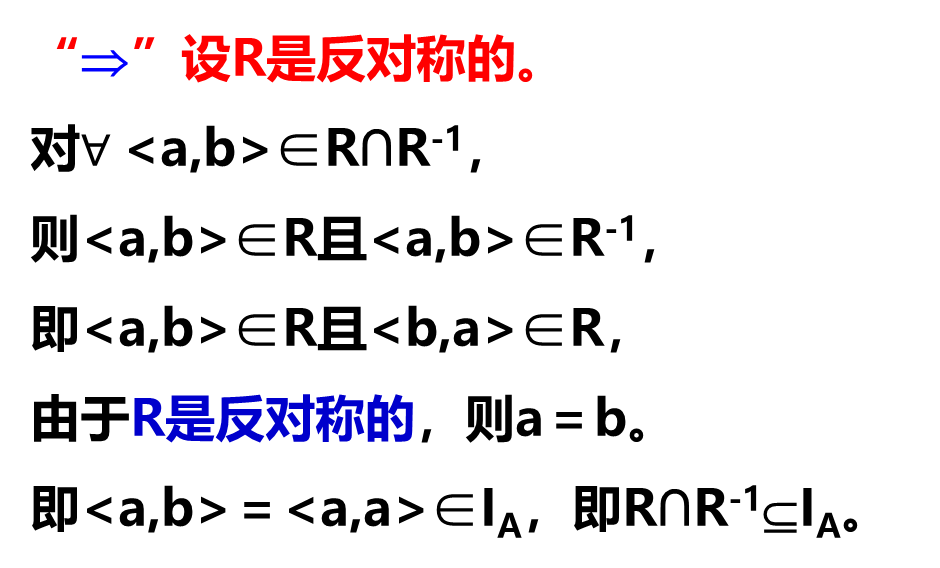 “⇒”设R是反对称的。
对∀ <a,b>∈R∩R⁻¹，
则<a,b>∈R且<a,b>∈R⁻¹，
即<a,b>∈R且<b,a>∈R，
由于R是反对称的，则a＝b。
即<a,b>＝<a,a>∈I_A，即R∩R⁻¹⊆I_A。